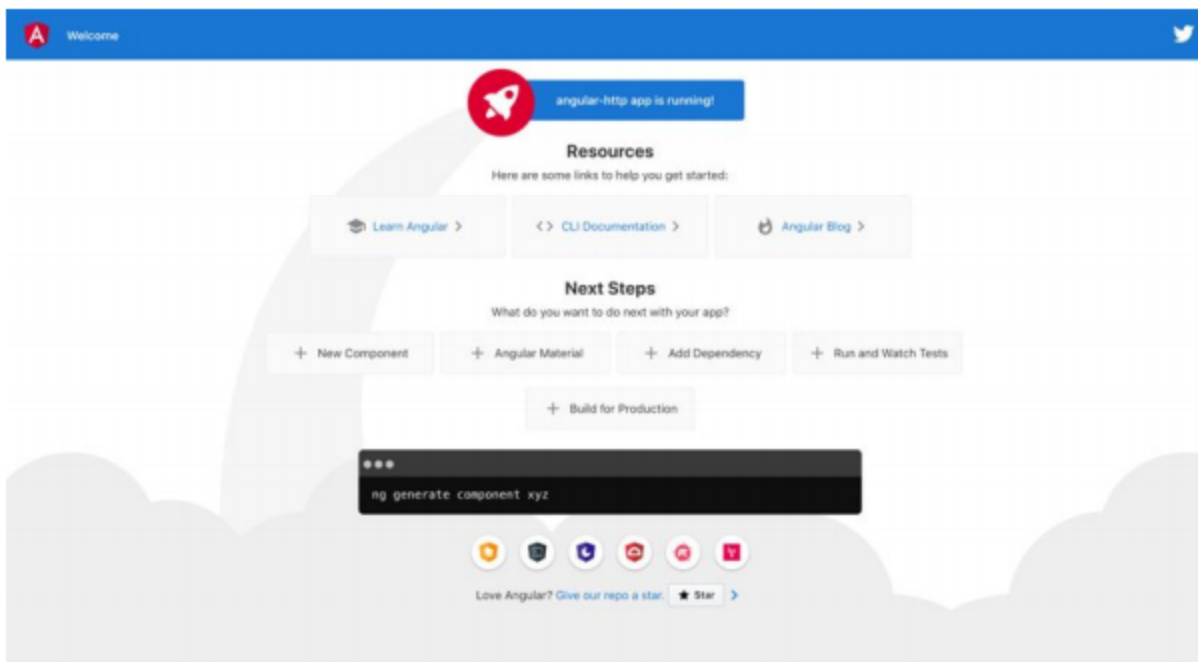 Welcome
angular-http app is running!
Resources
Here are some links to help you get started:
Learn Angular
CLI Documentation
Angular Blog
Next Steps
What do you want to do next with your app?
New Component
Angular Material
Add Dependency
Run and Watch Tests
Build for Production
ng generate component xyz
Love Angular? Give our repo a star. Star